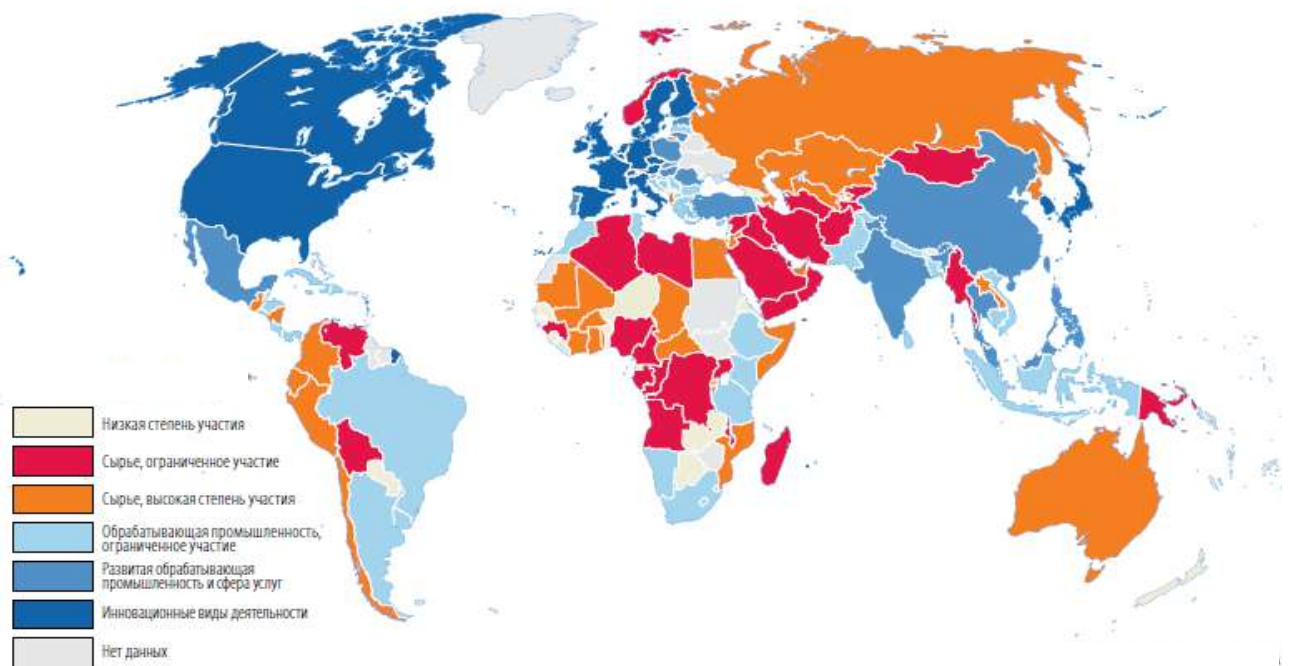 Низкая степень участия
Сырье, ограниченное участие
Сырье, высокая степень участия
Обрабатывающая промышленность,
ограниченное участие
Развитая обрабатывающая
промышленность и сфера услуг
Инновационные виды деятельности
Нет данных